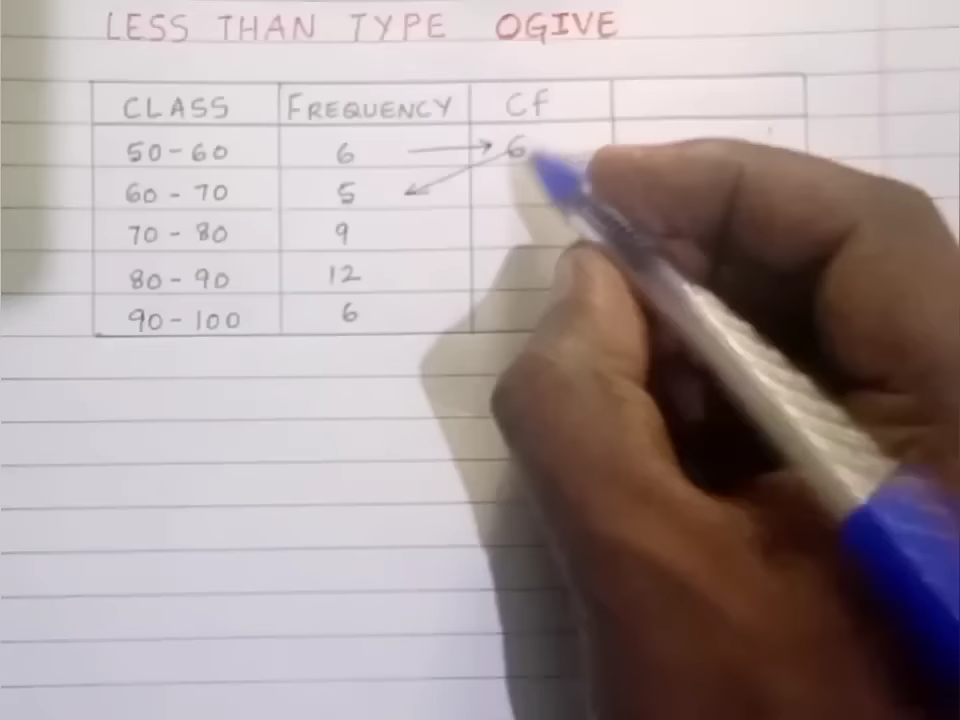 LESS THAN TYPE OGIVE
CLASS FREQUENCY Cf
50-60 6 6
60-70 5
70-80 9
80-90 12
90-100 6